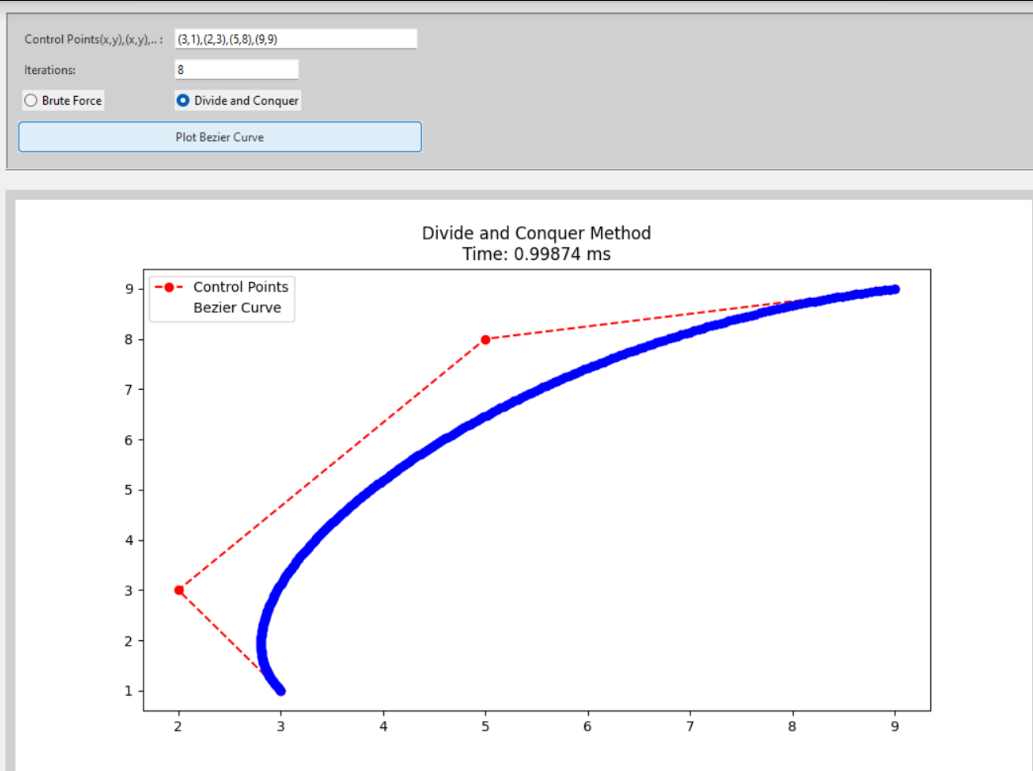 Control Points(x,y),(x,y),.. : (3,1),(2,3),(5,8),(9,9)
Iterations: 8
Brute Force Divide and Conquer
Plot Bezier Curve
Divide and Conquer Method
Time: 0.99874 ms
Control Points
Bezier Curve
9
8
7
6
5
4
3
2
1
2 3 4 5 6 7 8 9